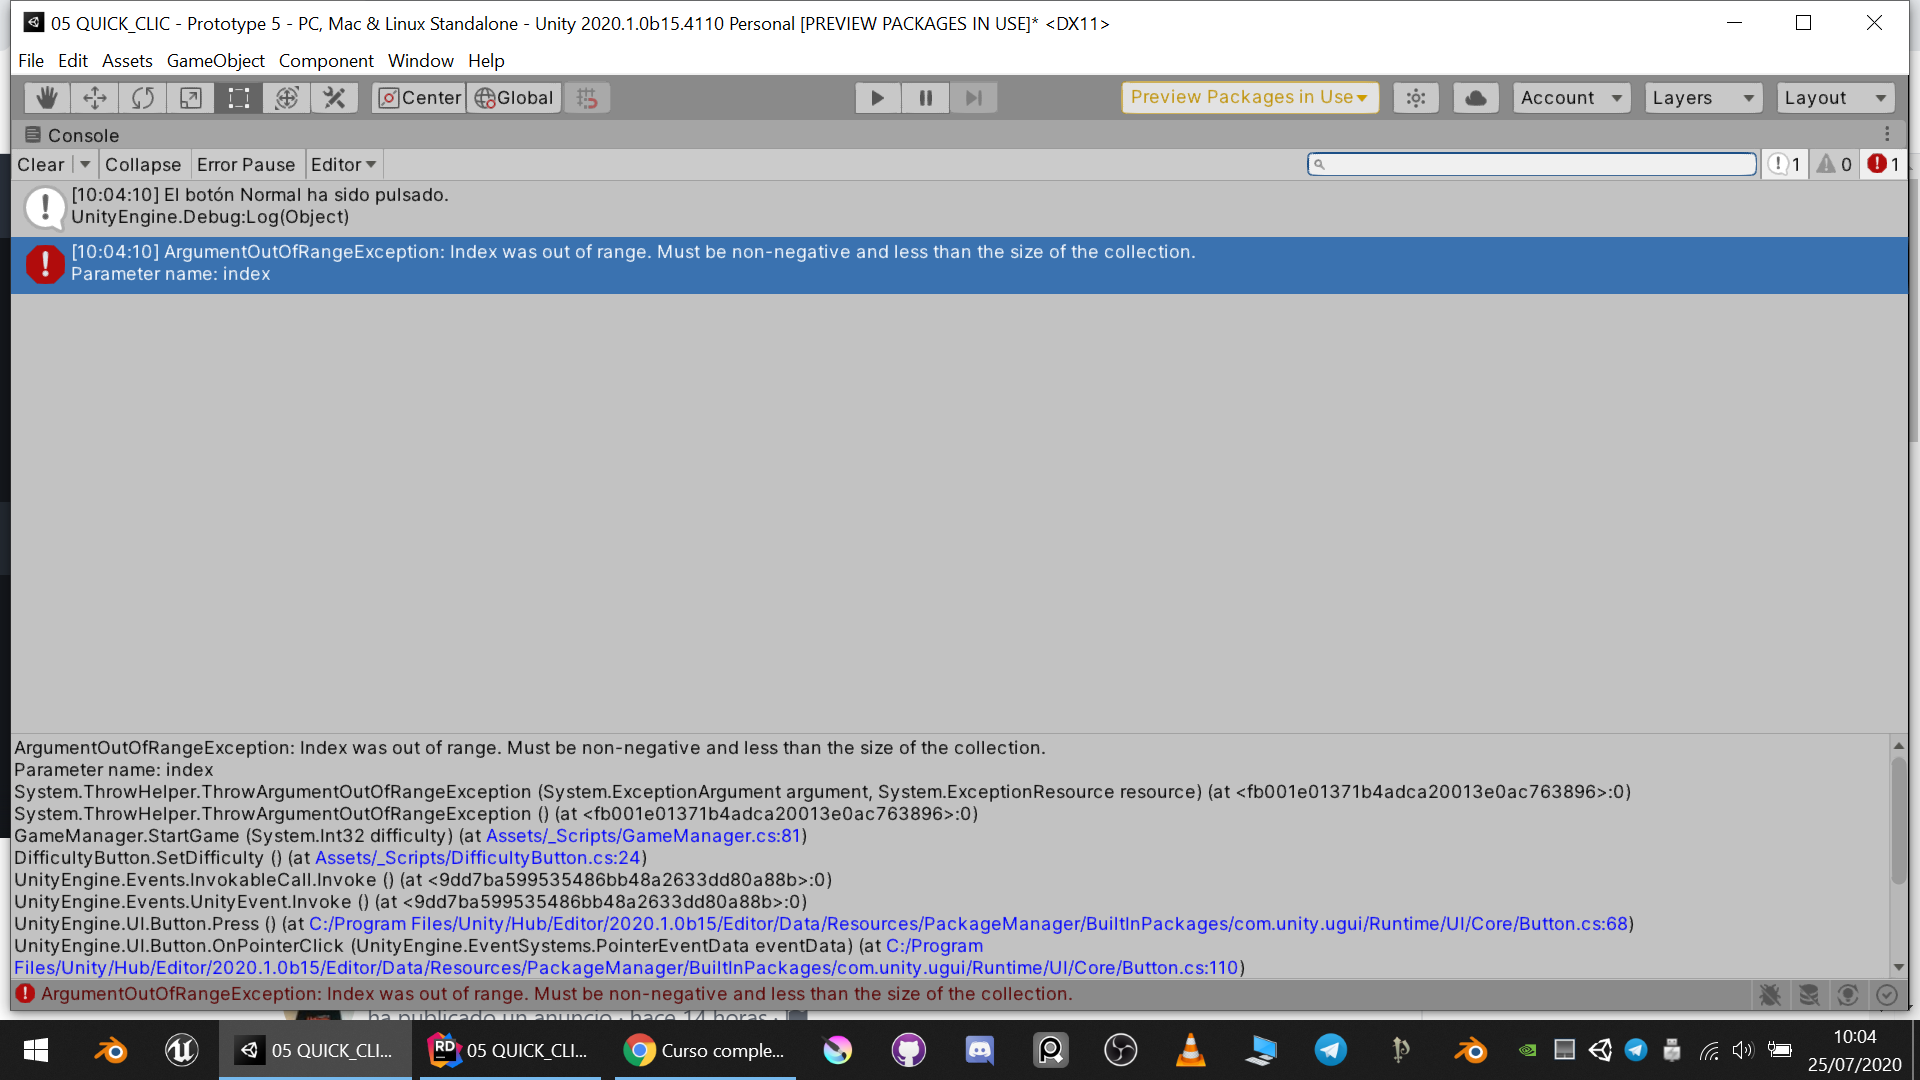 05 QUICK_CLIC - Prototype 5 - PC, Mac & Linux Standalone - Unity 2020.1.0b15.4110 Personal [PREVIEW PACKAGES IN USE]* <DX11>
File Edit Assets GameObject Component Window Help
Center Global Preview Packages in Use Account Layers Layout
Console
Clear Collapse Error Pause Editor 1 0 1
[10:04:10] El botón Normal ha sido pulsado.
UnityEngine.Debug:Log(Object)
[10:04:10] ArgumentOutOfRangeException: Index was out of range. Must be non-negative and less than the size of the collection.
Parameter name: index
ArgumentOutOfRangeException: Index was out of range. Must be non-negative and less than the size of the collection.
Parameter name: index
System.ThrowHelper.ThrowArgumentOutOfRangeException (System.ExceptionArgument argument, System.ExceptionResource resource) (at <fb001e01371b4adca20013e0ac763896>:0)
System.ThrowHelper.ThrowArgumentOutOfRangeException () (at <fb001e01371b4adca20013e0ac763896>:0)
GameManager.StartGame (System.Int32 difficulty) (at Assets/_Scripts/GameManager.cs:81)
DifficultyButton.SetDifficulty () (at Assets/_Scripts/DifficultyButton.cs:24)
UnityEngine.Events.InvokableCall.Invoke () (at <9dd7ba599535486bb48a2633dd80a88b>:0)
UnityEngine.Events.UnityEvent.Invoke () (at <9dd7ba599535486bb48a2633dd80a88b>:0)
UnityEngine.UI.Button.Press () (at C:/Program Files/Unity/Hub/Editor/2020.1.0b15/Editor/Data/Resources/PackageManager/BuiltInPackages/com.unity.ugui/Runtime/UI/Core/Button.cs:68)
UnityEngine.UI.Button.OnPointerClick (UnityEngine.EventSystems.PointerEventData eventData) (at C:/Program
Files/Unity/Hub/Editor/2020.1.0b15/Editor/Data/Resources/PackageManager/BuiltInPackages/com.unity.ugui/Runtime/UI/Core/Button.cs:110)
ArgumentOutOfRangeException: Index was out of range. Must be non-negative and less than the size of the collection.
ha publicado un anuncio · hace 14 horas ·
05 QUICK_CLI... RD 05 QUICK_CLI... Curso comple... 10:04
25/07/2020